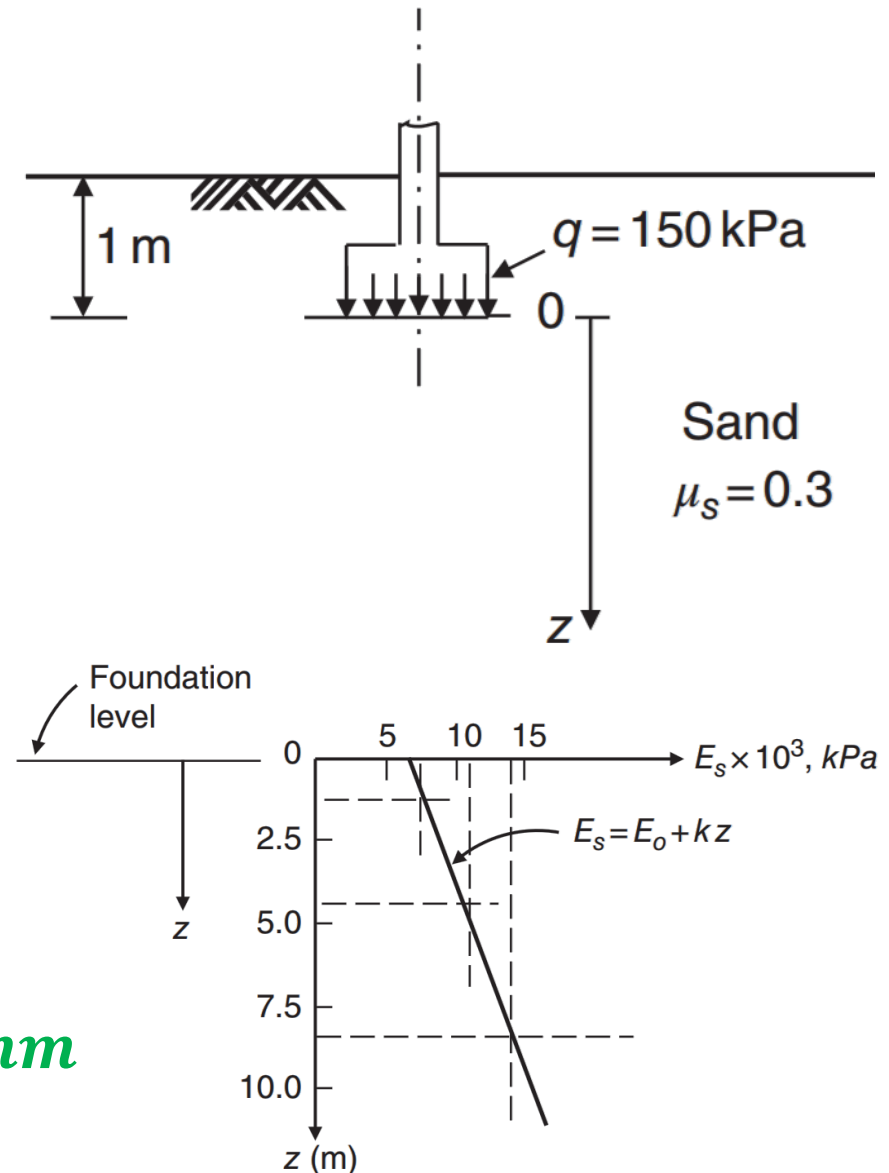 1 m
q = 150 kPa
0
Sand
μₛ = 0.3
z
Foundation
level
z
0
5 10 15
Eₛ × 10³, kPa
2.5
Eₛ = Eₒ + kz
5.0
7.5
10.0
z (m)